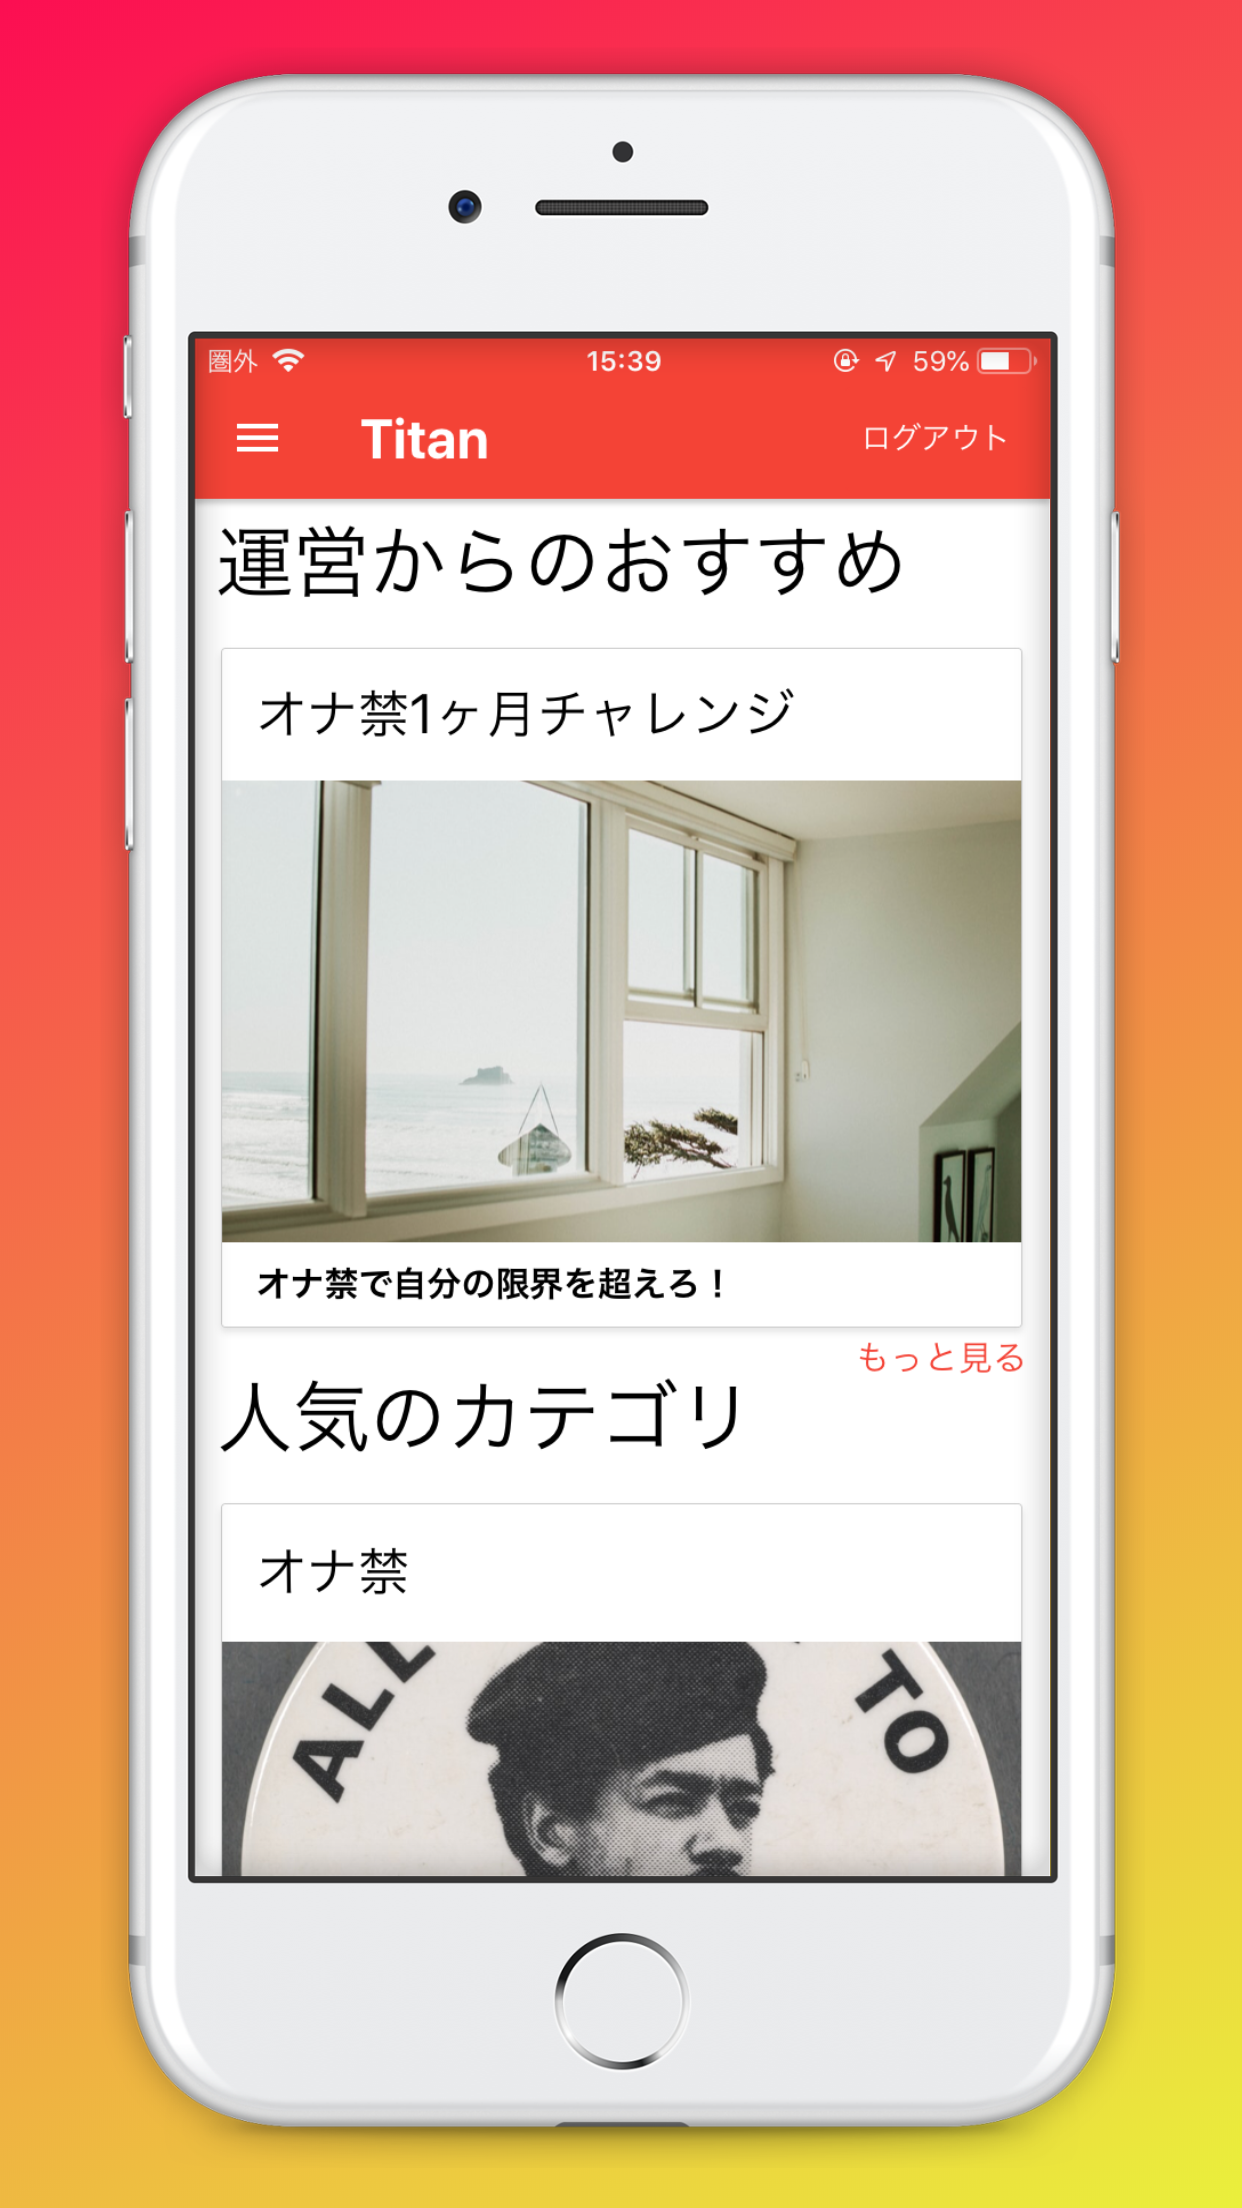 圏外 15:39 59%
Titan ログアウト
運営からのおすすめ
オナ禁1ヶ月チャレンジ
オナ禁で自分の限界を超えろ！
もっと見る
人気のカテゴリ
オナ禁
ALL TO